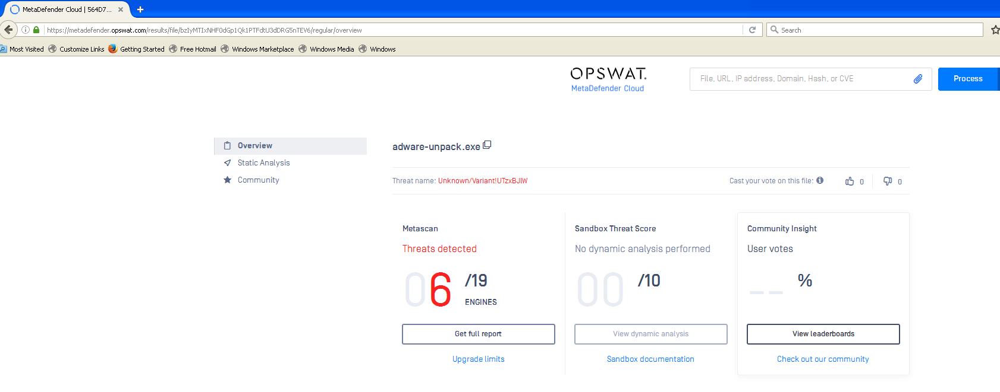 MetaDefender Cloud | 564D7...
https://metadefender.opswat.com/results/file/bzIyMTIxNHF0dGp1Qk1PTFdtU3dDRG5nTEV6/regular/overview
Search
Most Visited Customize Links Getting Started Free Hotmail Windows Marketplace Windows Media Windows
OPSWAT.
MetaDefender Cloud
File, URL, IP address, Domain, Hash, or CVE
Process
Overview
Static Analysis
Community
adware-unpack.exe
Threat name: Unknown/Variant!UTzxBJlW
Cast your vote on this file: 0 0
Metascan
Threats detected
06 /19
ENGINES
Get full report
Upgrade limits
Sandbox Threat Score
No dynamic analysis performed
00 /10
View dynamic analysis
Sandbox documentation
Community Insight
User votes
__ %
View leaderboards
Check out our community